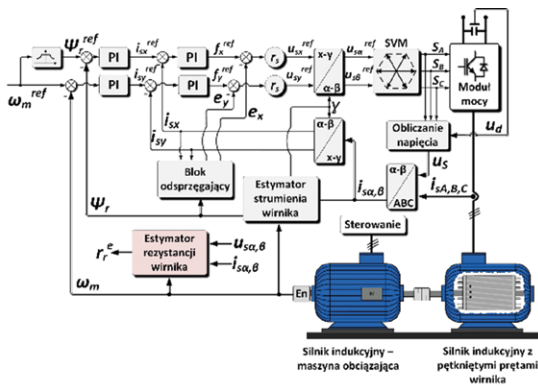 Ψr ref
PI
isx ref
PI
fx ref
rs
usx ref
x-y
α-β
usα ref
SVM
SA
ωm ref
PI
isy ref
PI
fy ref
rs
usy ref
usβ ref
SB
SC
Moduł
mocy
ey
ex
γ
isx
isy
α-β
x-y
Obliczanie
napięcia
ud
uS
Blok
odsprzęgający
Estymator
strumienia
wirnika
isα,β
α-β
ABC
isA,B,C
Ψr
Sterowanie
rr e
Estymator
rezystancji
wirnika
usα,β
isα,β
ωm
En
Silnik indukcyjny –
maszyna obciązająca
Silnik indukcyjny z
pętkniętymi prętami
wirnika